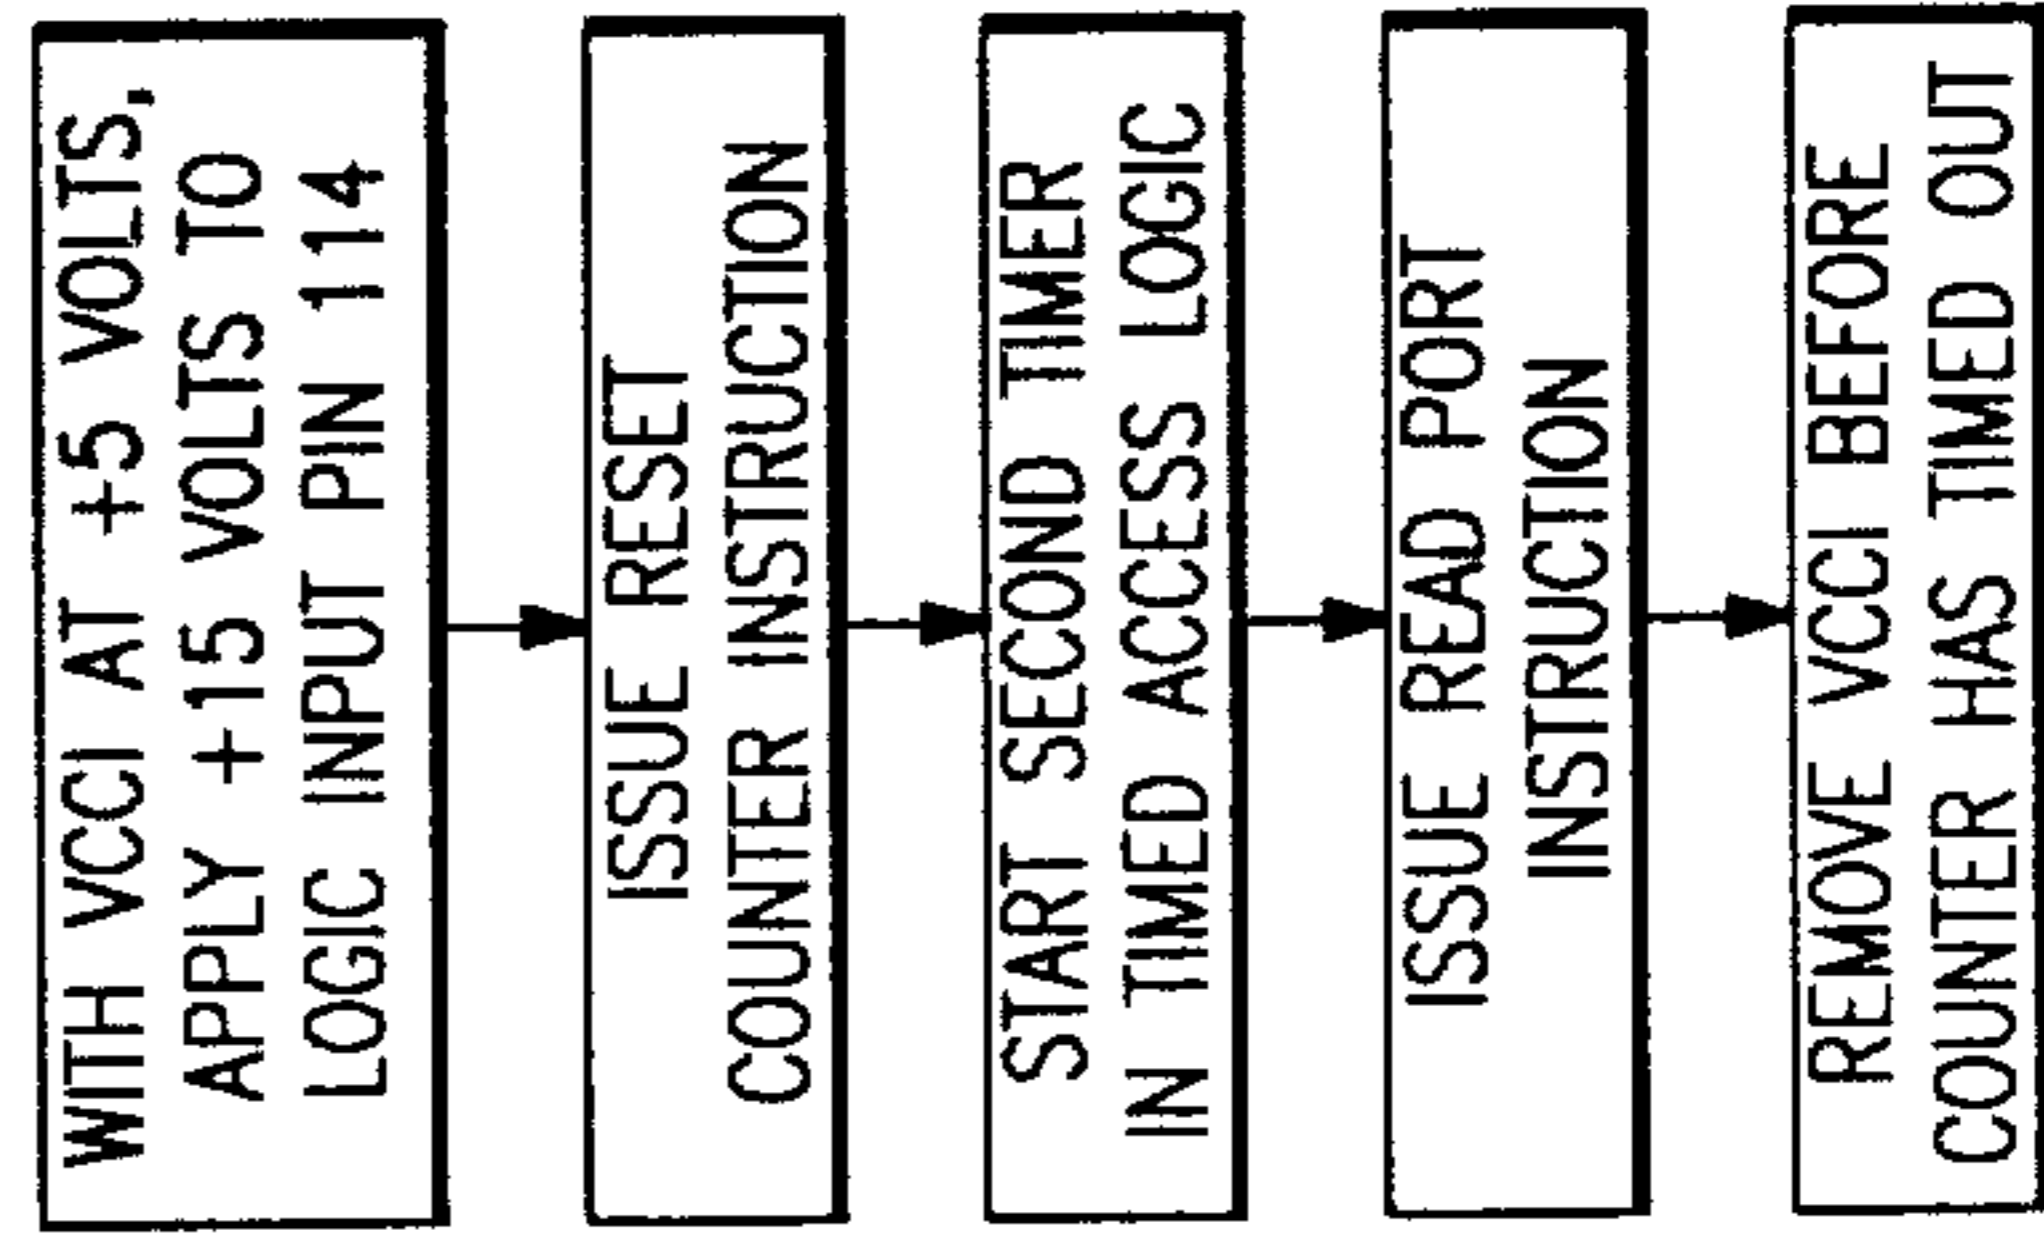 WITH VCCI AT +5 VOLTS,
APPLY +15 VOLTS TO
LOGIC INPUT PIN 114
ISSUE RESET
COUNTER INSTRUCTION
START SECOND TIMER
IN TIMED ACCESS LOGIC
ISSUE READ PORT
INSTRUCTION
REMOVE VCCI BEFORE
COUNTER HAS TIMED OUT